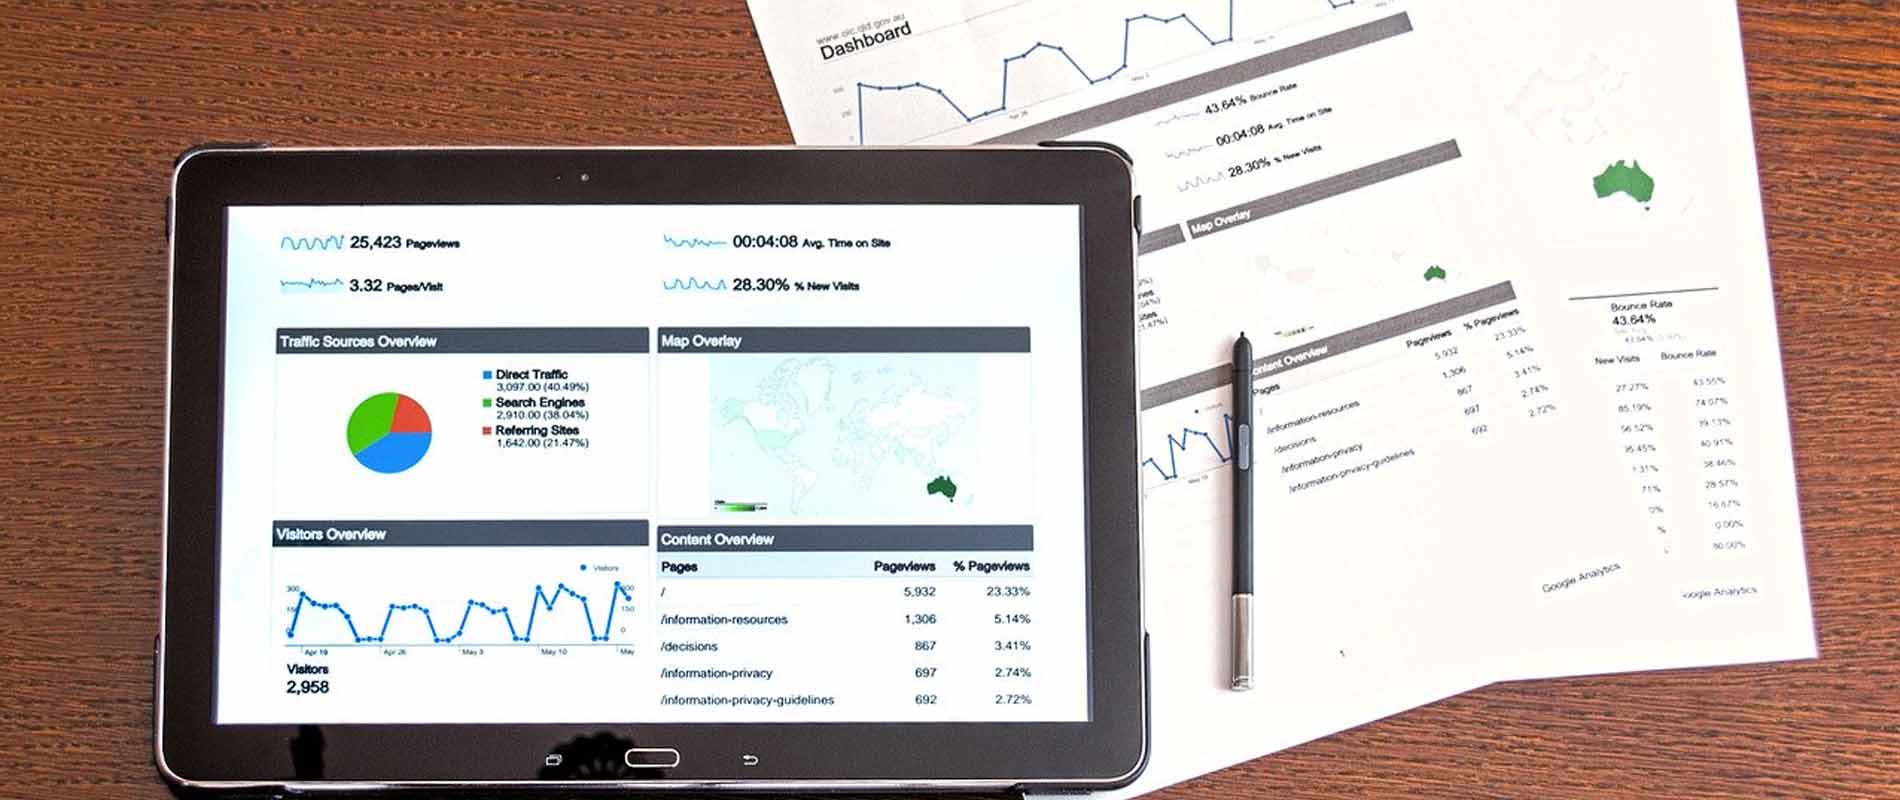 25,423 Pageviews
00:04:08 Avg. Time on Site
3.32 Pages/Visit
28.30% % New Visits
Traffic Sources Overview
Direct Traffic
3,097.00 (40.49%)
Search Engines
2,910.00 (38.04%)
Referring Sites
1,642.00 (21.47%)
Map Overlay
Visitors Overview
Visitors
300
150
0
150
0
Apr 19 Apr 26 May 3 May 10 May
Visitors
2,958
Content Overview
Pages Pageviews % Pageviews
/ 5,932 23.33%
/information-resources 1,306 5.14%
/decisions 867 3.41%
/information-privacy 697 2.74%
/information-privacy-guidelines 692 2.72%
www.oic.qld.gov.au
Dashboard
43.64% Bounce Rate
00:04:08 Avg. Time on Site
28.30% % New Visits
Map Overlay
Content Overview
Pages Pageviews % Pageviews
/ 5,932 23.33%
/information-resources 1,306 5.14%
/decisions 867 3.41%
/information-privacy 697 2.74%
/information-privacy-guidelines 692 2.72%
Google Analytics
Bounce Rate
43.64%
New Visits Bounce Rate
27.27% 43.55%
85.19% 74.07%
56.52% 39.13%
40.91%
38.46%
28.57%
16.67%
0.00%
80.00%